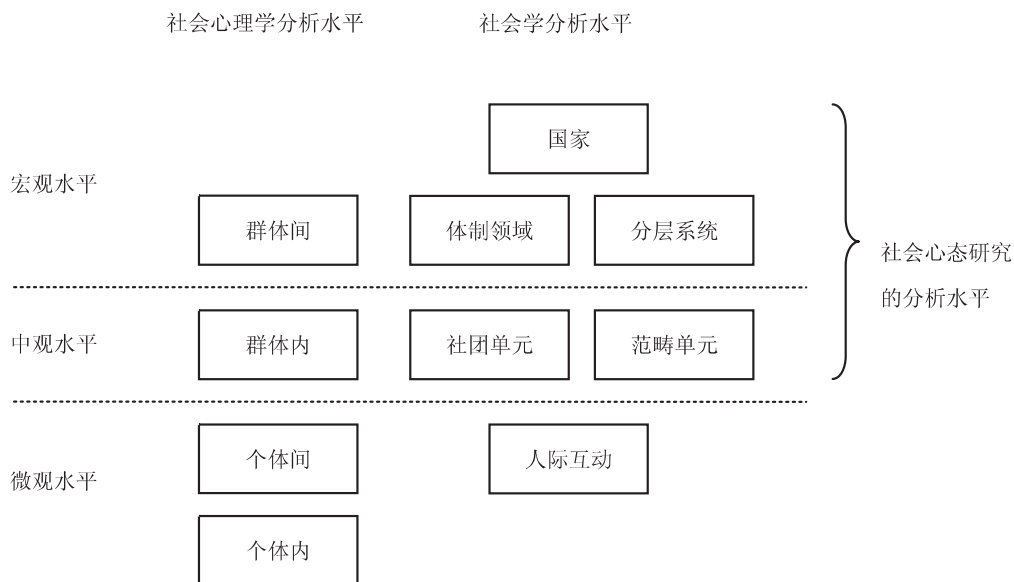 社会心理学分析水平
社会学分析水平
国家
宏观水平
群体间
体制领域
分层系统
社会心态研究
的分析水平
中观水平
群体内
社团单元
范畴单元
个体间
人际互动
微观水平
个体内